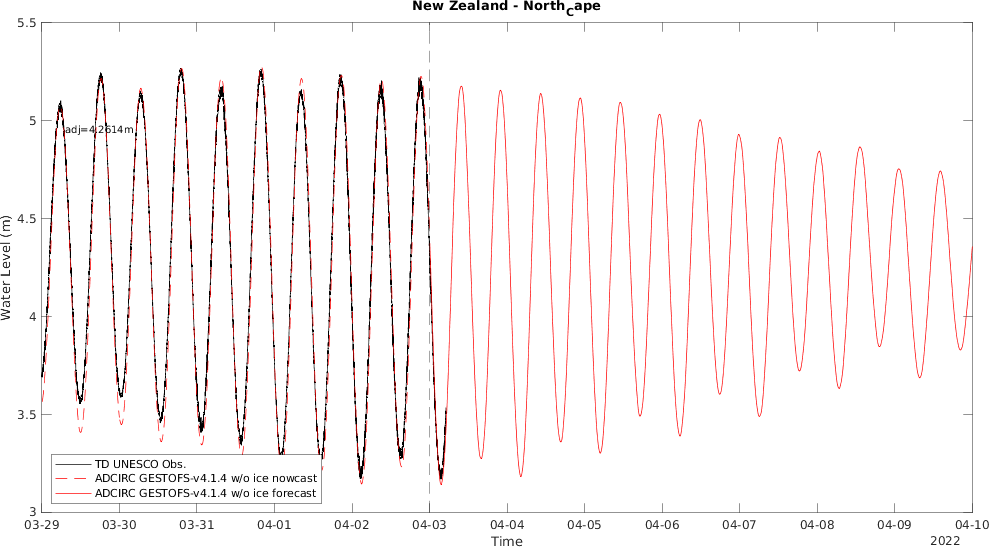 New Zealand - NorthCape
5.5
5
4.5
4
3.5
3
Water Level (m)
adj=4.2614m
TD UNESCO Obs.
ADCIRC GESTOFS-v4.1.4 w/o ice nowcast
ADCIRC GESTOFS-v4.1.4 w/o ice forecast
03-29 03-30 03-31 04-01 04-02 04-03 04-04 04-05 04-06 04-07 04-08 04-09 04-10
Time
2022